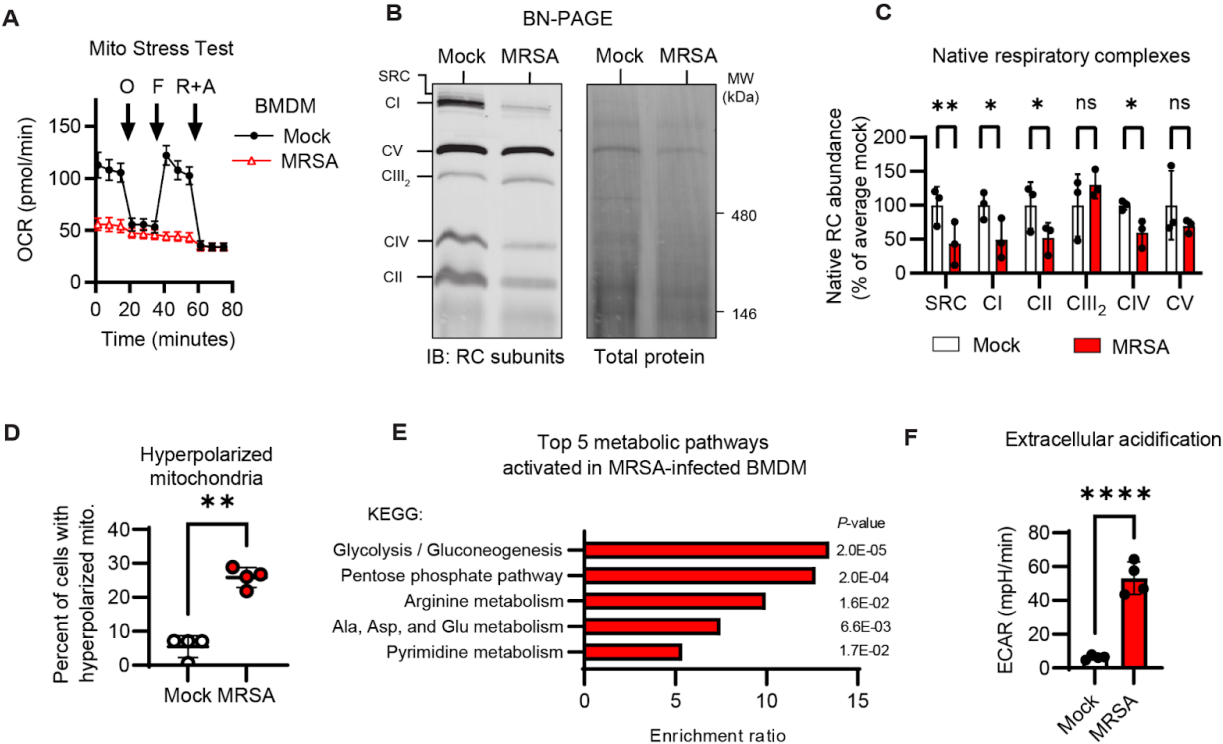 A
Mito Stress Test
O F R+A
BMDM
Mock
MRSA
OCR (pmol/min)
150
100
50
0
0 20 40 60 80
Time (minutes)
B
BN-PAGE
Mock MRSA
Mock MRSA
SRC
CI
CV
CIII2
CIV
CII
MW
(kDa)
480
146
IB: RC subunits
Total protein
C
Native respiratory complexes
** * * ns * ns
Native RC abundance
(% of average mock)
200
150
100
50
0
SRC CI CII CIII2 CIV CV
Mock MRSA
D
Hyperpolarized
mitochondria
**
Percent of cells with
hyperpolarized mito.
40
30
20
10
0
Mock MRSA
E
Top 5 metabolic pathways
activated in MRSA-infected BMDM
KEGG:
P-value
Glycolysis / Gluconeogenesis 2.0E-05
Pentose phosphate pathway 2.0E-04
Arginine metabolism 1.6E-02
Ala, Asp, and Glu metabolism 6.6E-03
Pyrimidine metabolism 1.7E-02
0 5 10 15
Enrichment ratio
F
Extracellular acidification
****
ECAR (mpH/min)
80
60
40
20
0
Mock
MRSA